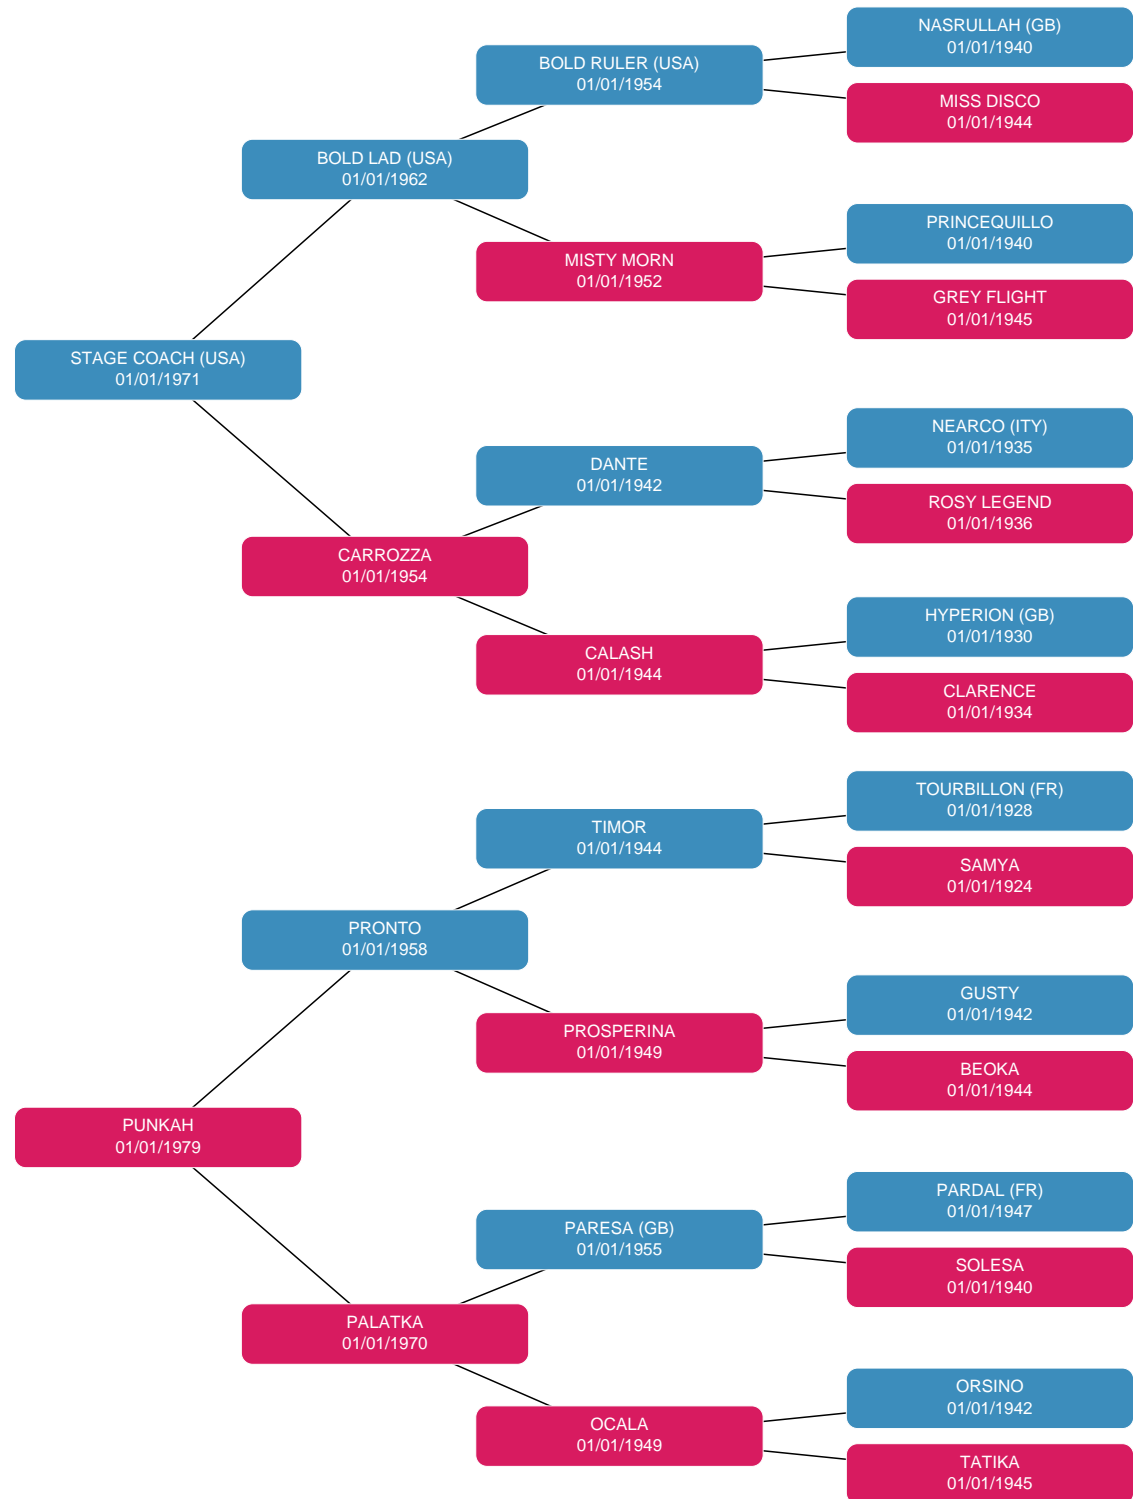 NASRULLAH (GB)
01/01/1940
BOLD RULER (USA)
01/01/1954
MISS DISCO
01/01/1944
BOLD LAD (USA)
01/01/1962
PRINCEQUILLO
01/01/1940
MISTY MORN
01/01/1952
GREY FLIGHT
01/01/1945
STAGE COACH (USA)
01/01/1971
NEARCO (ITY)
01/01/1935
DANTE
01/01/1942
ROSY LEGEND
01/01/1936
CARROZZA
01/01/1954
HYPERION (GB)
01/01/1930
CALASH
01/01/1944
CLARENCE
01/01/1934
TOURBILLON (FR)
01/01/1928
TIMOR
01/01/1944
SAMYA
01/01/1924
PRONTO
01/01/1958
GUSTY
01/01/1942
PROSPERINA
01/01/1949
BEOKA
01/01/1944
PUNKAH
01/01/1979
PARDAL (FR)
01/01/1947
PARESA (GB)
01/01/1955
SOLESA
01/01/1940
PALATKA
01/01/1970
ORSINO
01/01/1942
OCALA
01/01/1949
TATIKA
01/01/1945